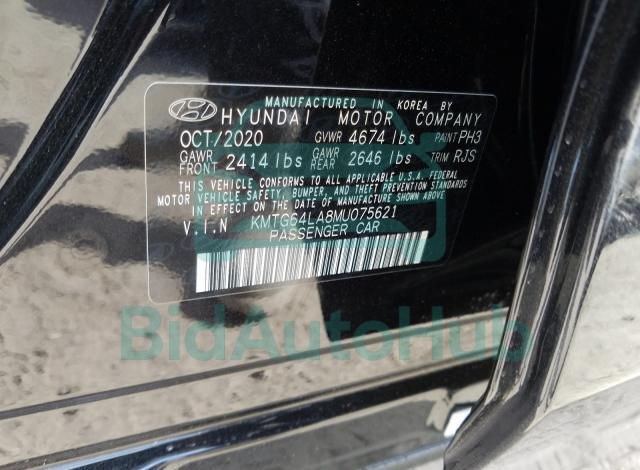 MANUFACTURED IN KOREA BY
HYUNDAI MOTOR COMPANY
OCT/2020 GVWR 4674 lbs PAINT PH3
GAWR FRONT 2414 lbs GAWR REAR 2646 lbs TRIM RJS
THIS VEHICLE CONFORMS TO ALL APPLICABLE U.S.A. FEDERAL
MOTOR VEHICLE SAFETY, BUMPER, AND THEFT PREVENTION STANDARDS
IN EFFECT ON THE DATE OF MANUFACTURE SHOWN ABOVE
V.I.N KMTG64LA8MU075621
PASSENGER CAR
BidAutoHub